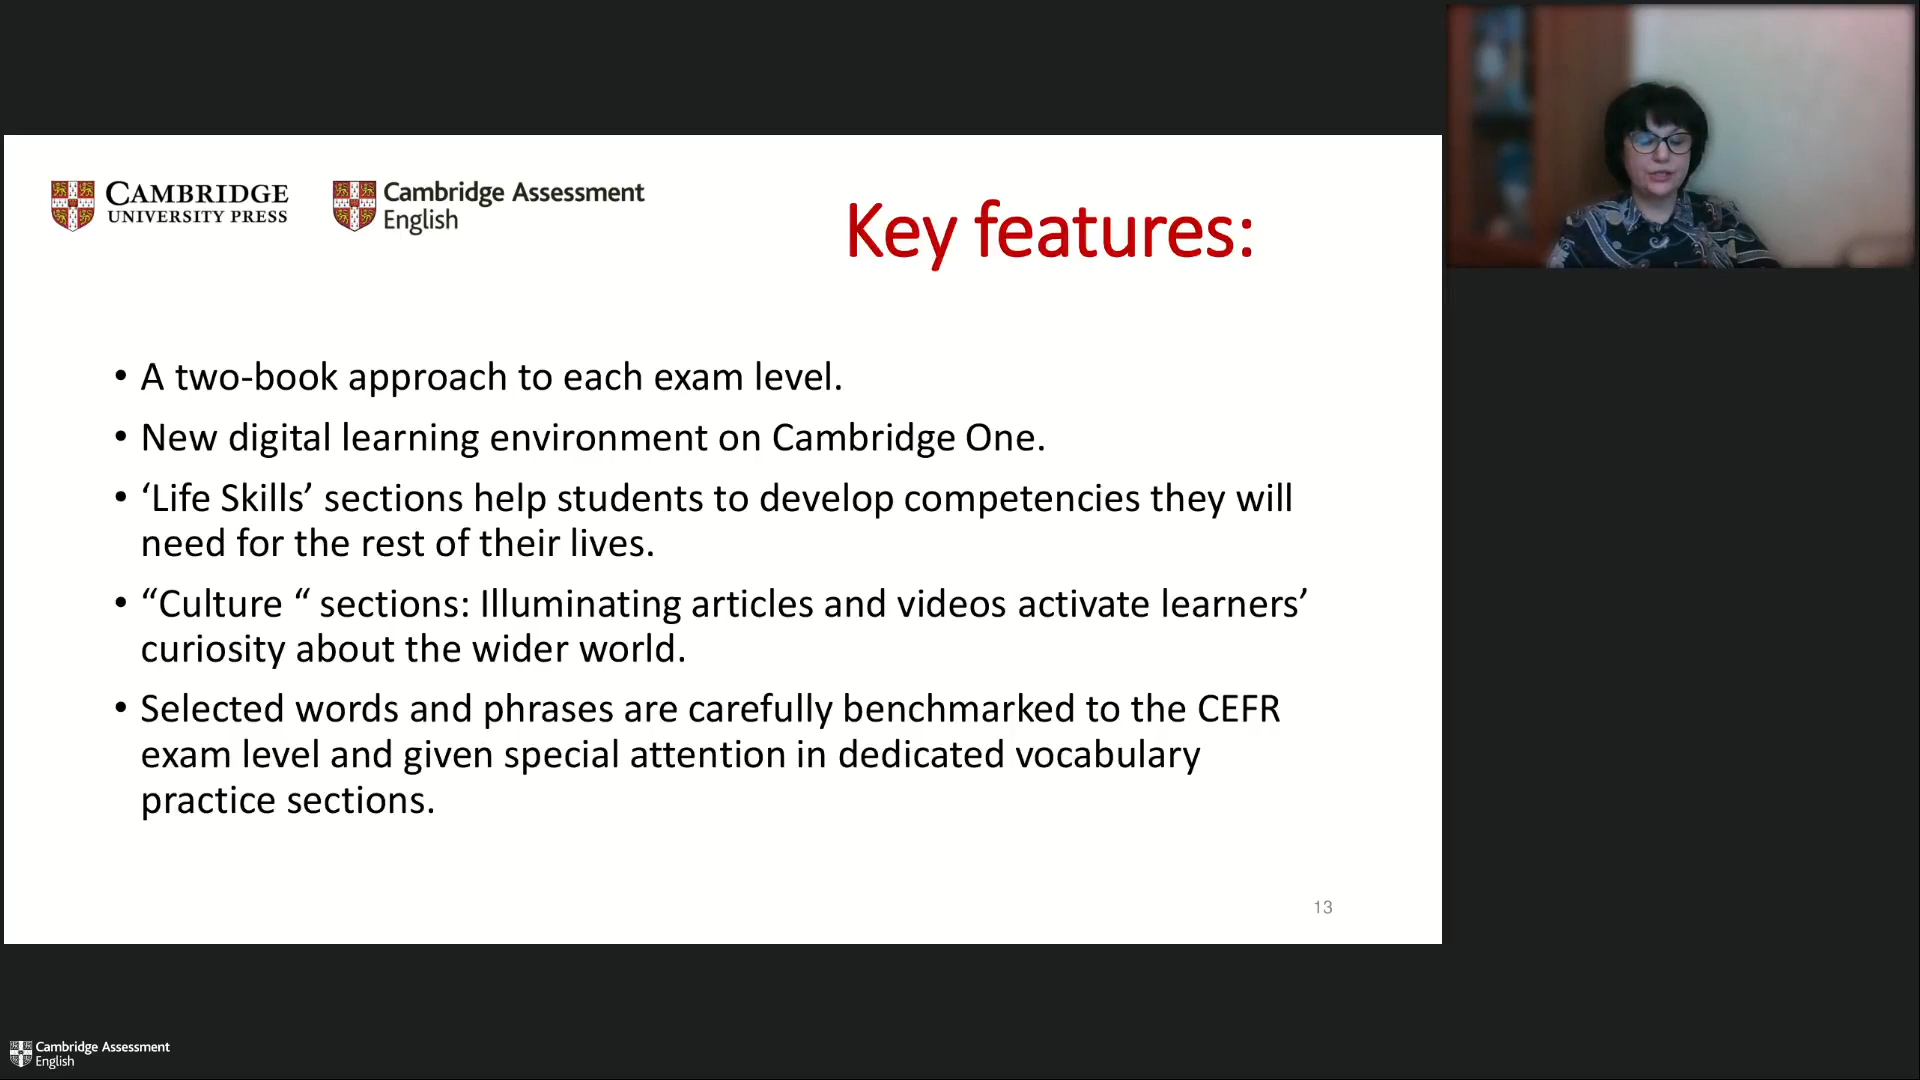 CAMBRIDGE
UNIVERSITY PRESS
Cambridge Assessment
English
Key features:
• A two-book approach to each exam level.
• New digital learning environment on Cambridge One.
• ‘Life Skills’ sections help students to develop competencies they will
need for the rest of their lives.
• “Culture “ sections: Illuminating articles and videos activate learners’
curiosity about the wider world.
• Selected words and phrases are carefully benchmarked to the CEFR
exam level and given special attention in dedicated vocabulary
practice sections.
13
Cambridge Assessment
English